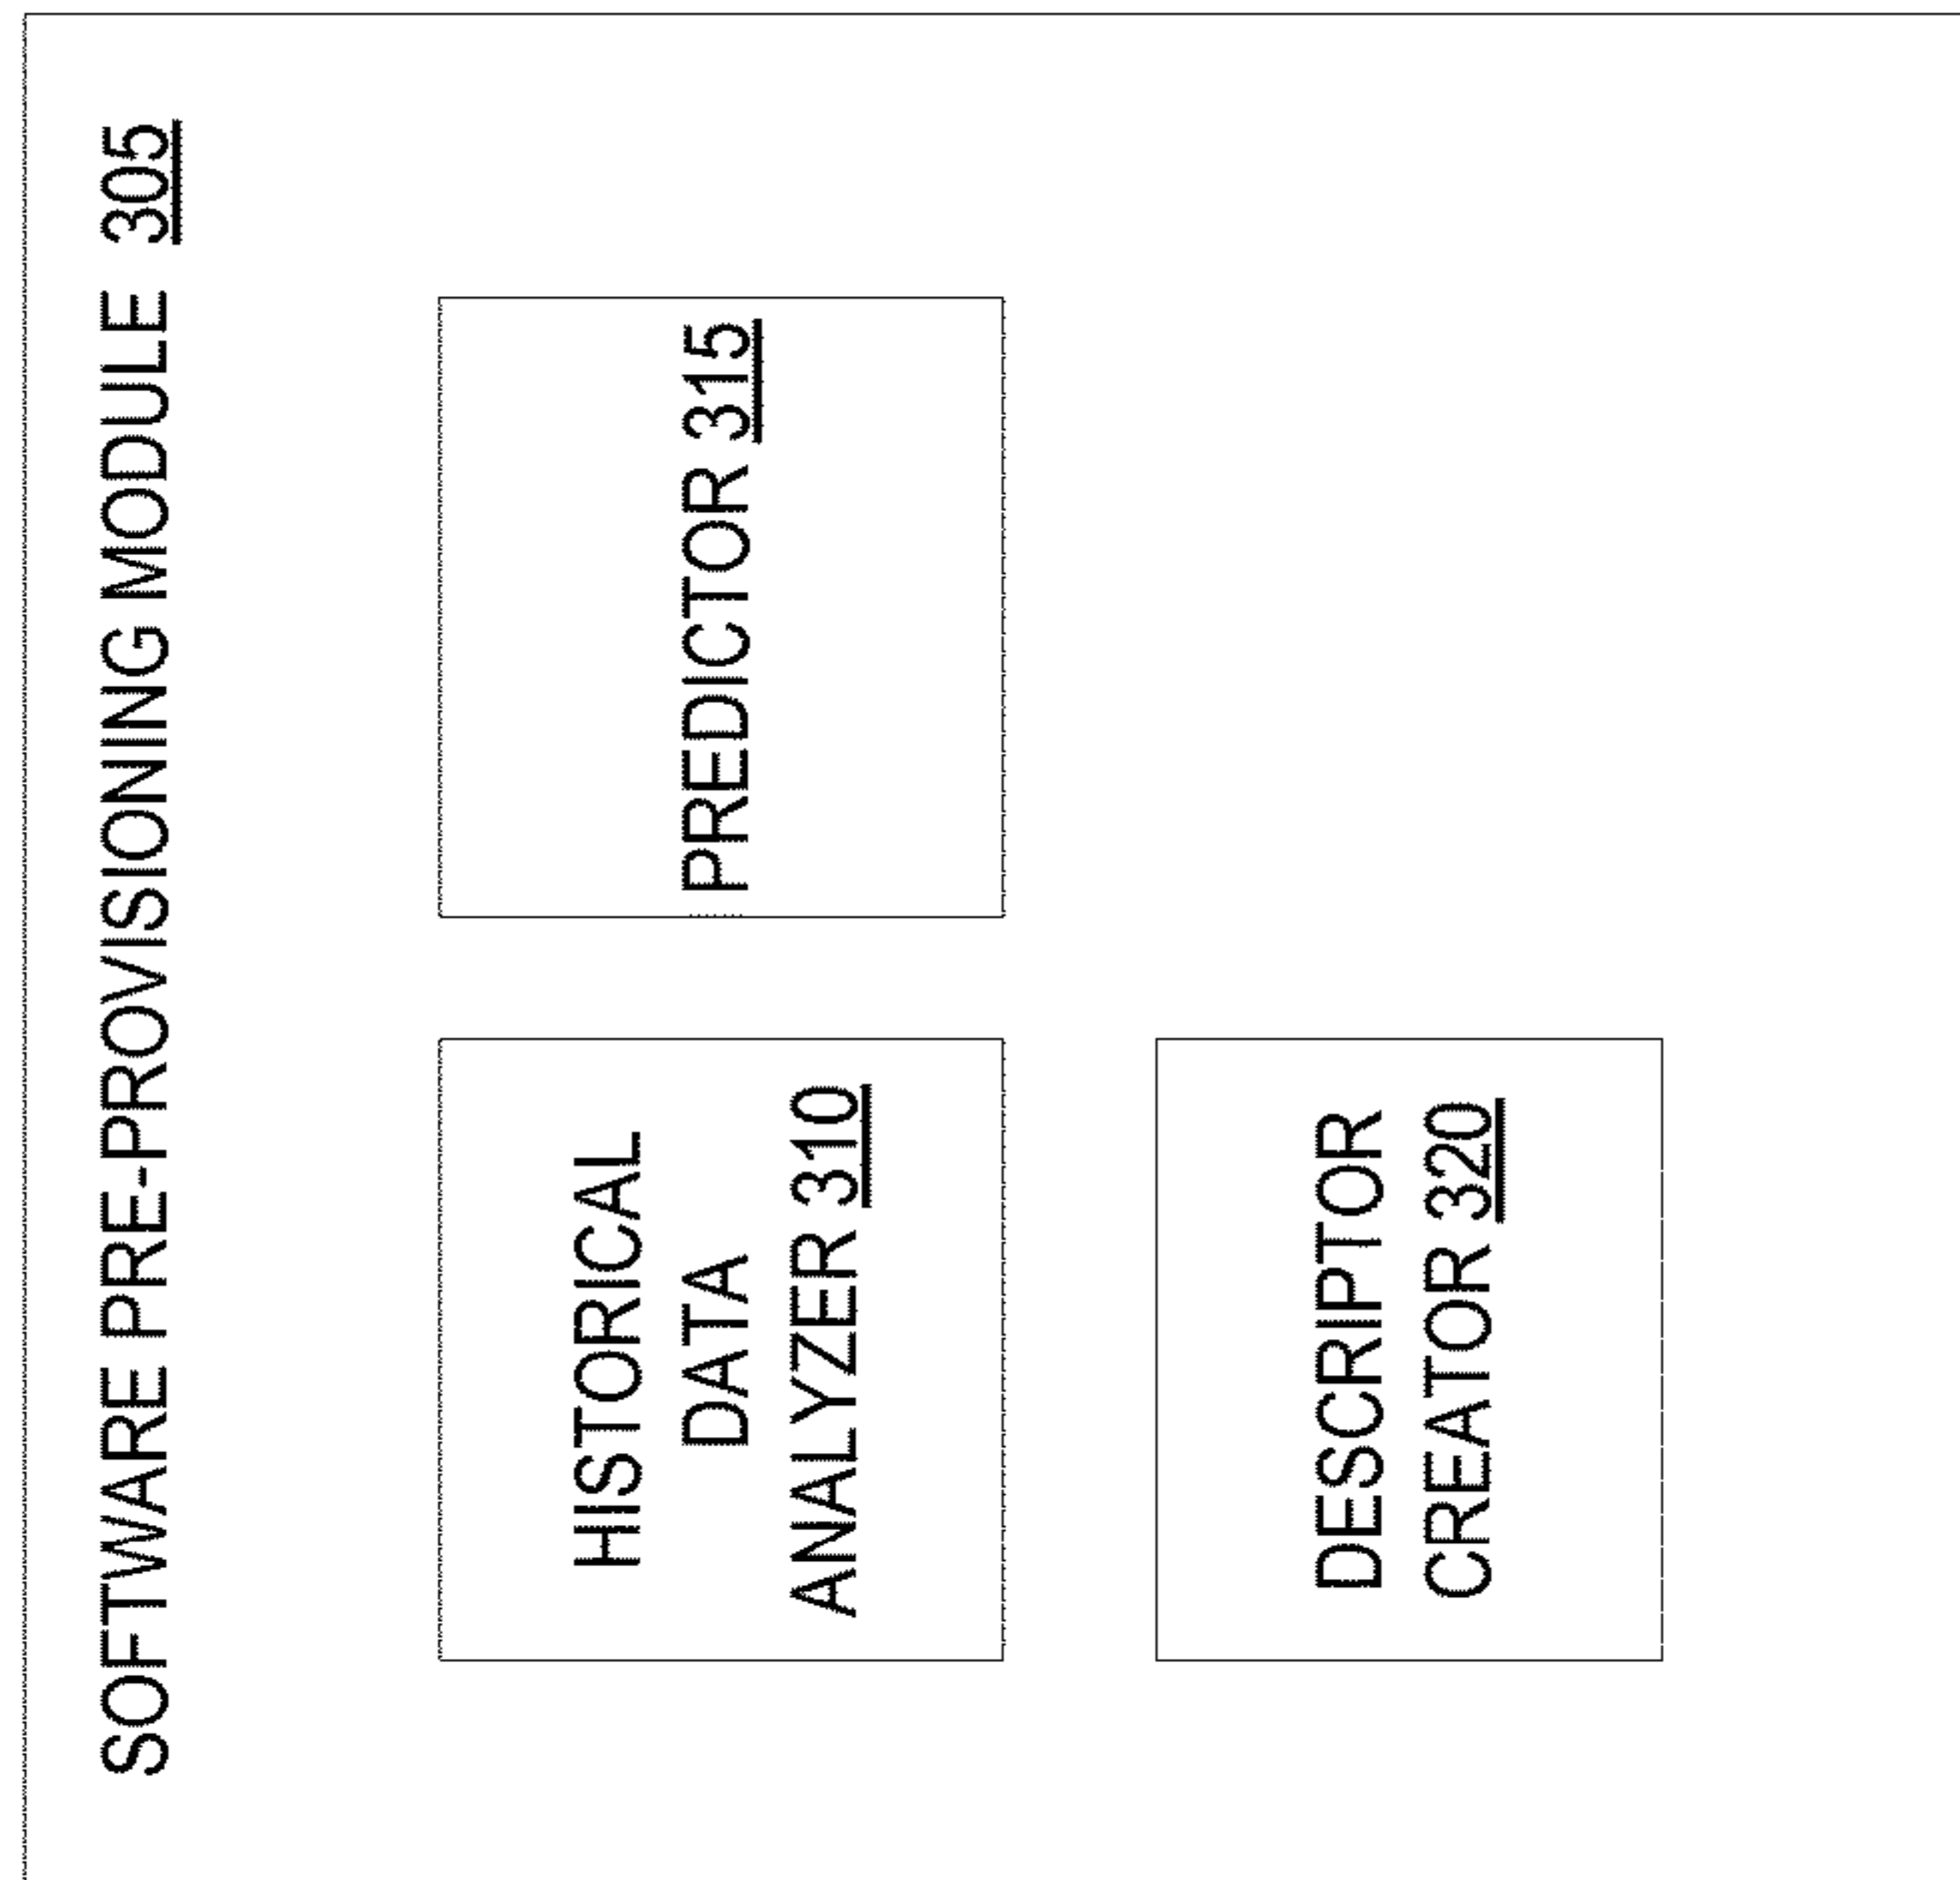 SOFTWARE PRE-PROVISIONING MODULE 305
HISTORICAL
DATA
ANALYZER 310
PREDICTOR 315
DESCRIPTOR
CREATOR 320